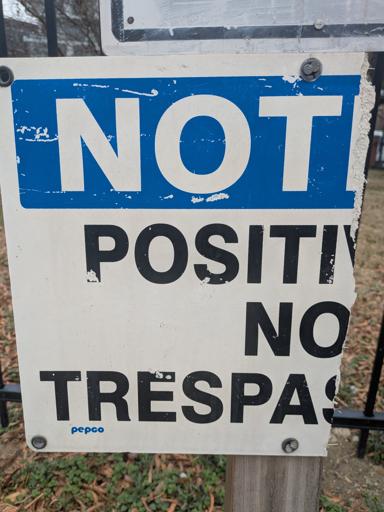 NOT
POSITIV
NO
TRESPAS
pepco